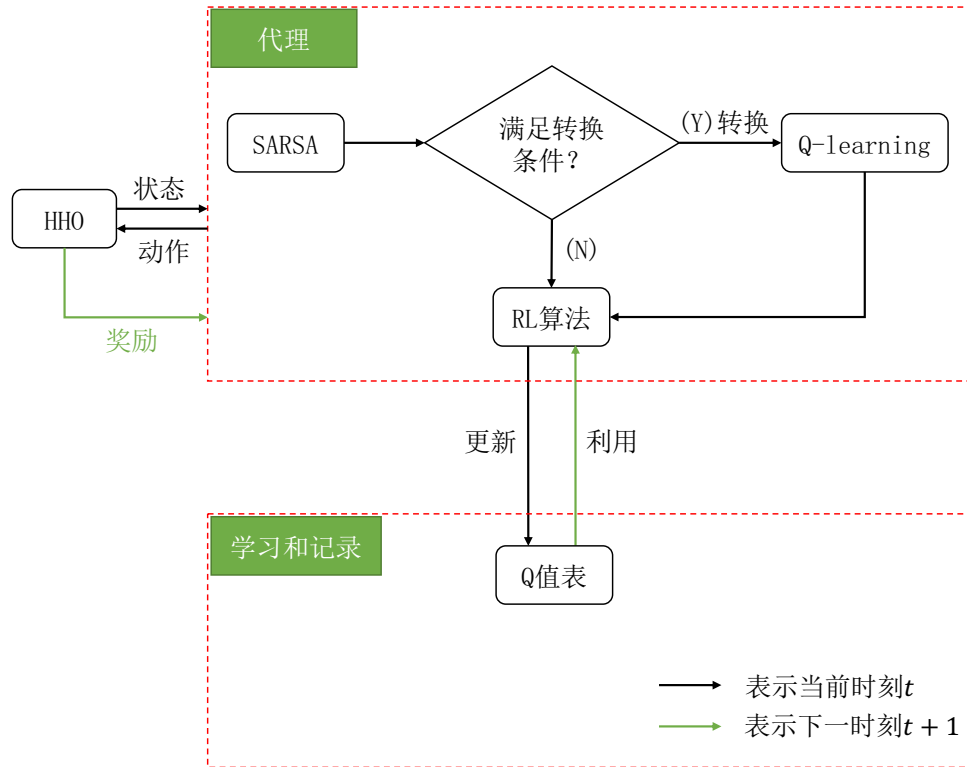 代理
SARSA
满足转换
条件？
(Y)转换
Q-learning
状态
HHO
动作
(N)
奖励
RL算法
更新
利用
学习和记录
Q值表
表示当前时刻t
表示下一时刻t + 1